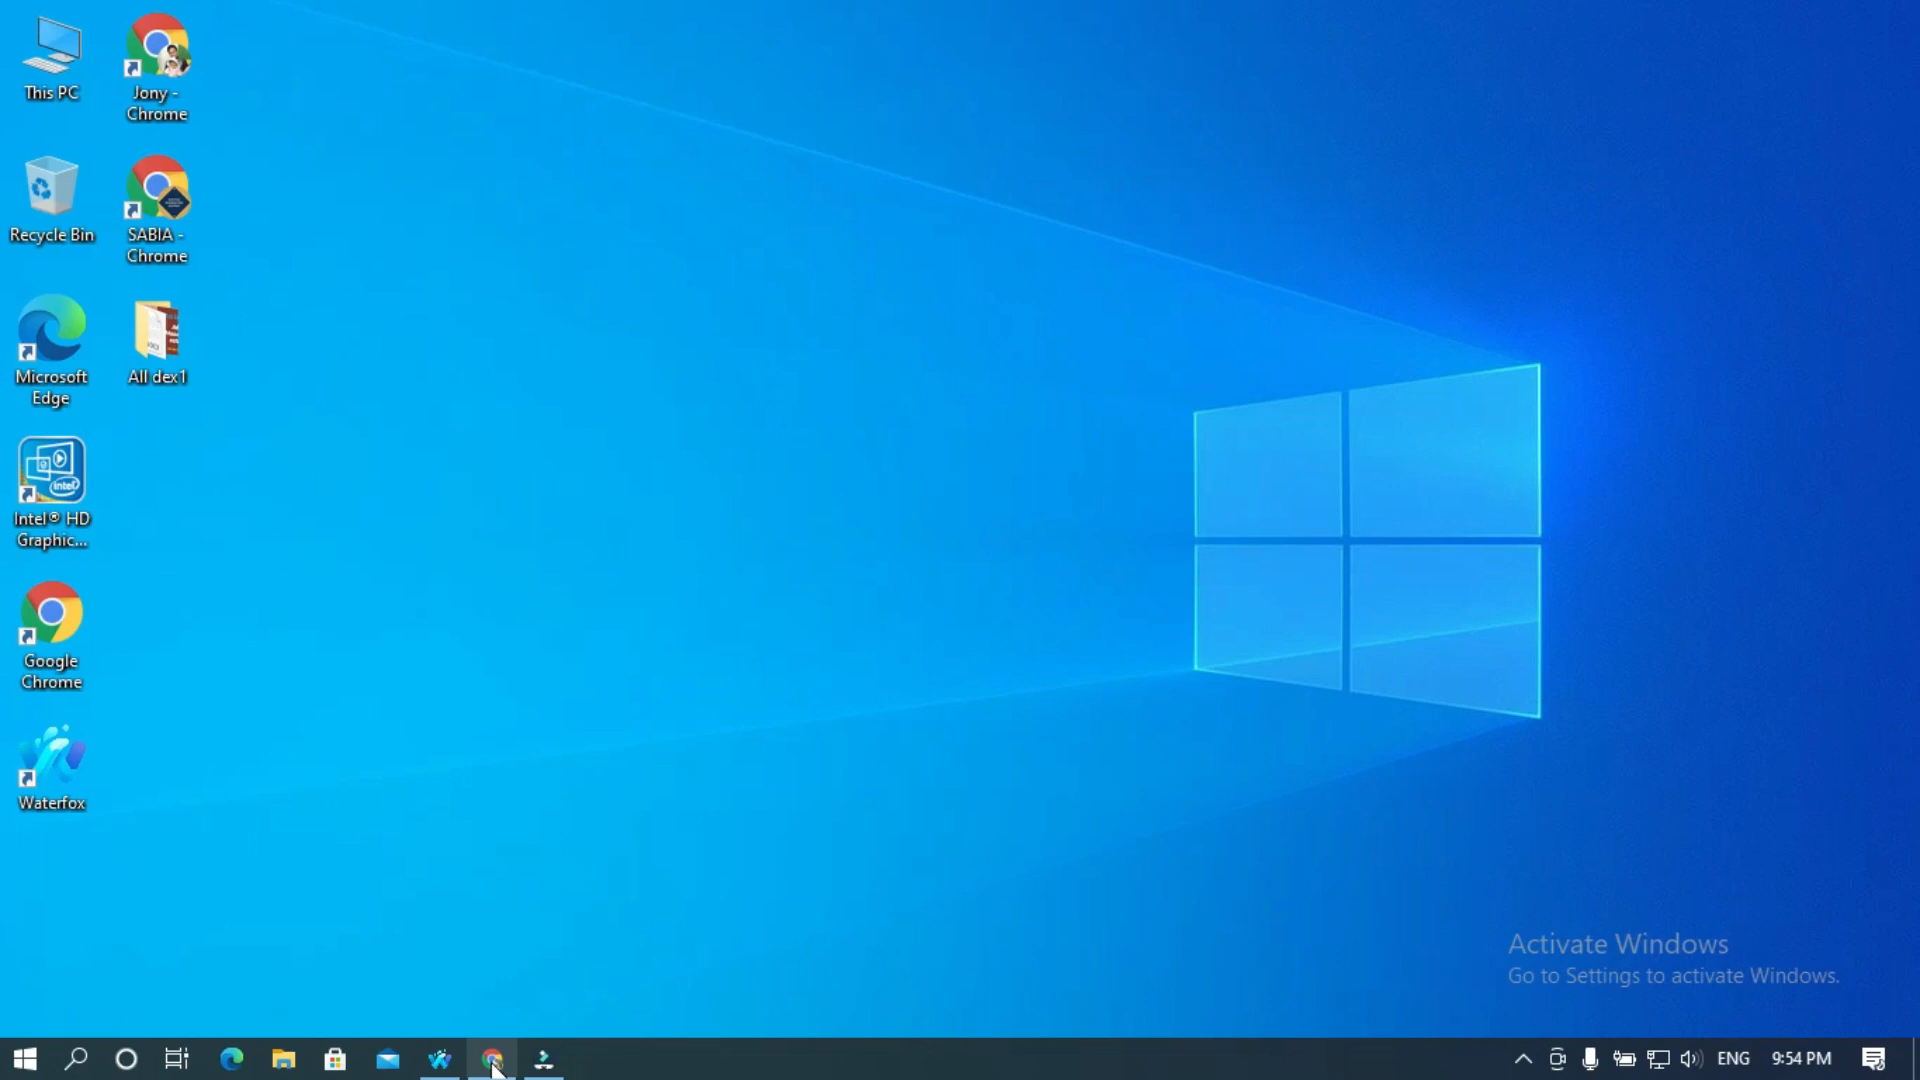 This PC
Jony -
Chrome
Recycle Bin
SABIA -
Chrome
Microsoft
Edge
All dex1
intel
Intel® HD
Graphic...
Google
Chrome
Waterfox
Activate Windows
Go to Settings to activate Windows.
ENG
9:54 PM